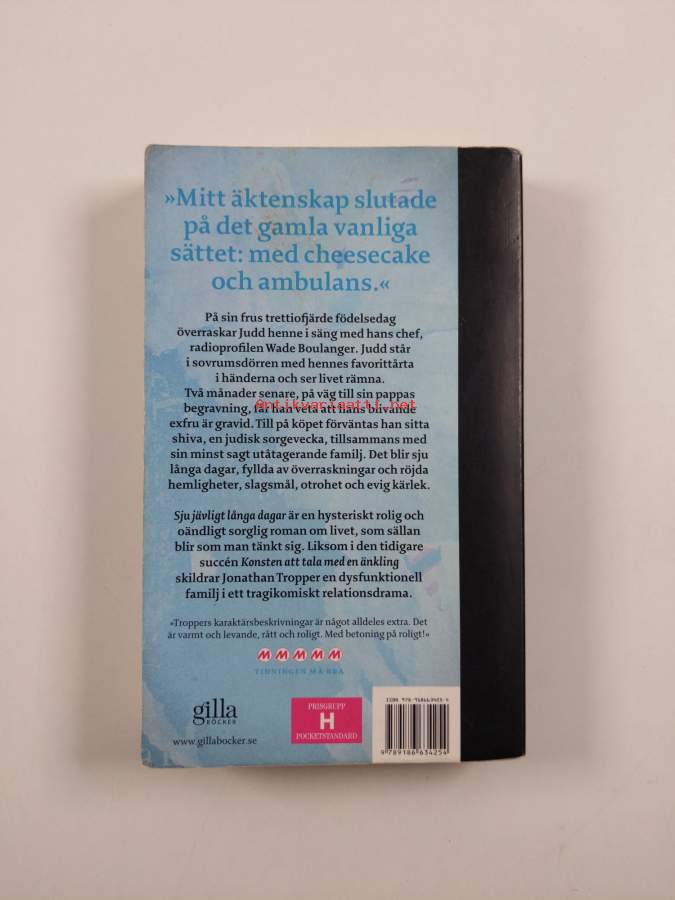 »Mitt äktenskap slutade
på det gamla vanliga
sättet: med cheesecake
och ambulans.«
På sin frus trettiofjärde födelsedag
överraskar Judd henne i säng med hans chef,
radioprofilen Wade Boulanger. Judd står
i sovrumsdörren med hennes favorittårta
i händerna och ser livet rämna.
Två månader senare, på väg till sin pappas
antikvariaatti.net
begravning, får han veta att hans blivande
exfru är gravid. Till på köpet förväntas han sitta
shiva, en judisk sorgevecka, tillsammans med
sin minst sagt utåtagerande familj. Det blir sju
långa dagar, fyllda av överraskningar och röjda
hemligheter, slagsmål, otrohet och evig kärlek.
Sju jävligt långa dagar är en hysteriskt rolig och
oändligt sorglig roman om livet, som sällan
blir som man tänkt sig. Liksom i den tidigare
succén Konsten att tala med en änkling
skildrar Jonathan Tropper en dysfunktionell
familj i ett tragikomiskt relationsdrama.
»Troppers karaktärsbeskrivningar är något alldeles extra. Det
är varmt och levande, rått och roligt. Med betoning på roligt!«
M M M M M
TIDNINGEN MÅ BRA
gilla
BÖCKER
www.gillabocker.se
PRISGRUPP
H
POCKETSTANDARD
ISBN 978-918663425-4
9 789186 634254